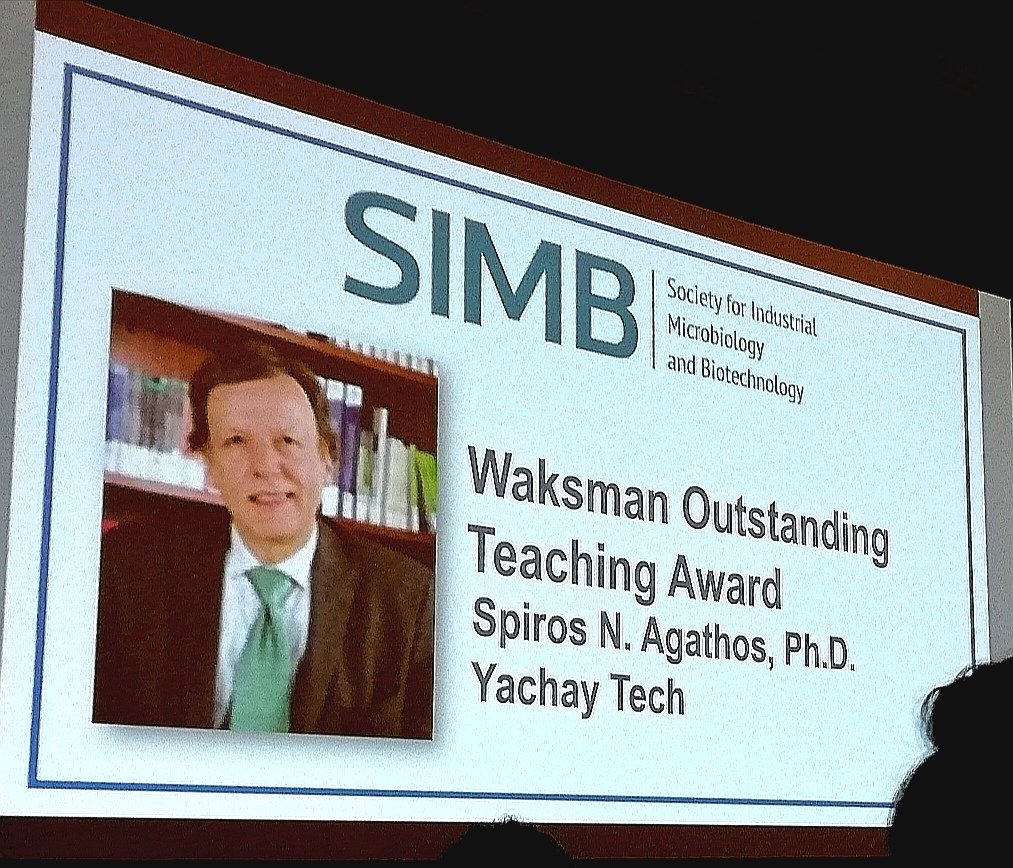 SIMB
Society for Industrial
Microbiology
and Biotechnology
Waksman Outstanding
Teaching Award
Spiros N. Agathos, Ph.D.
Yachay Tech